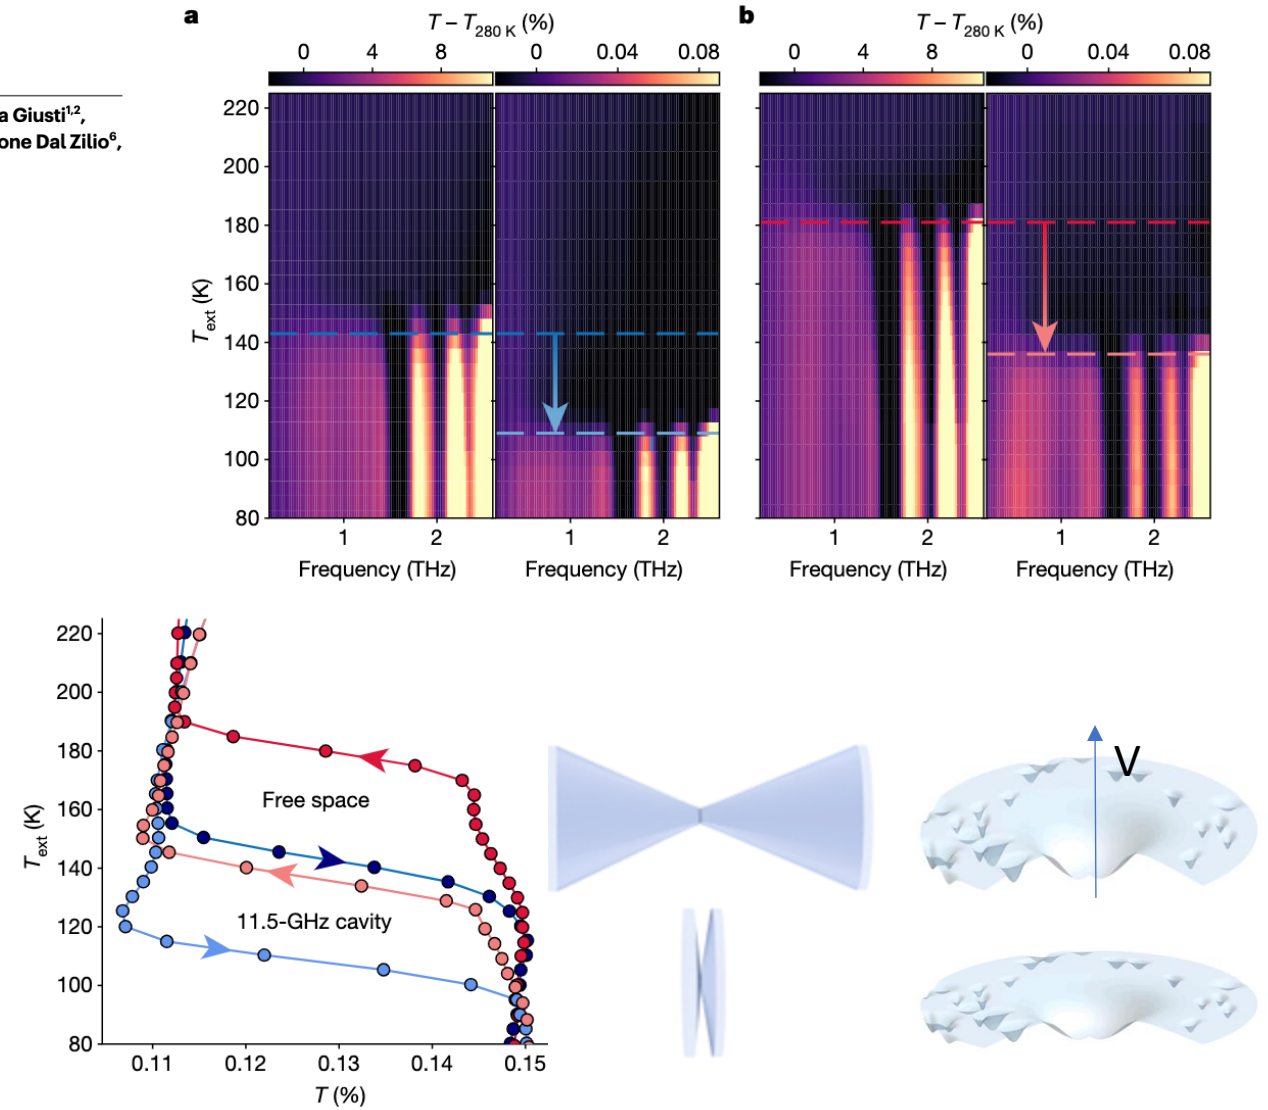 a Giusti1,2,
one Dal Zilio6,
a
T – T280 K (%)
0 4 8 0 0.04 0.08
b
T – T280 K (%)
0 4 8 0 0.04 0.08
Text (K)
220
200
180
160
140
120
100
80
1 2 1 2 1 2 1 2
Frequency (THz) Frequency (THz) Frequency (THz) Frequency (THz)
Text (K)
220
200
180
160
140
120
100
80
Free space
11.5-GHz cavity
0.11 0.12 0.13 0.14 0.15
T (%)
V